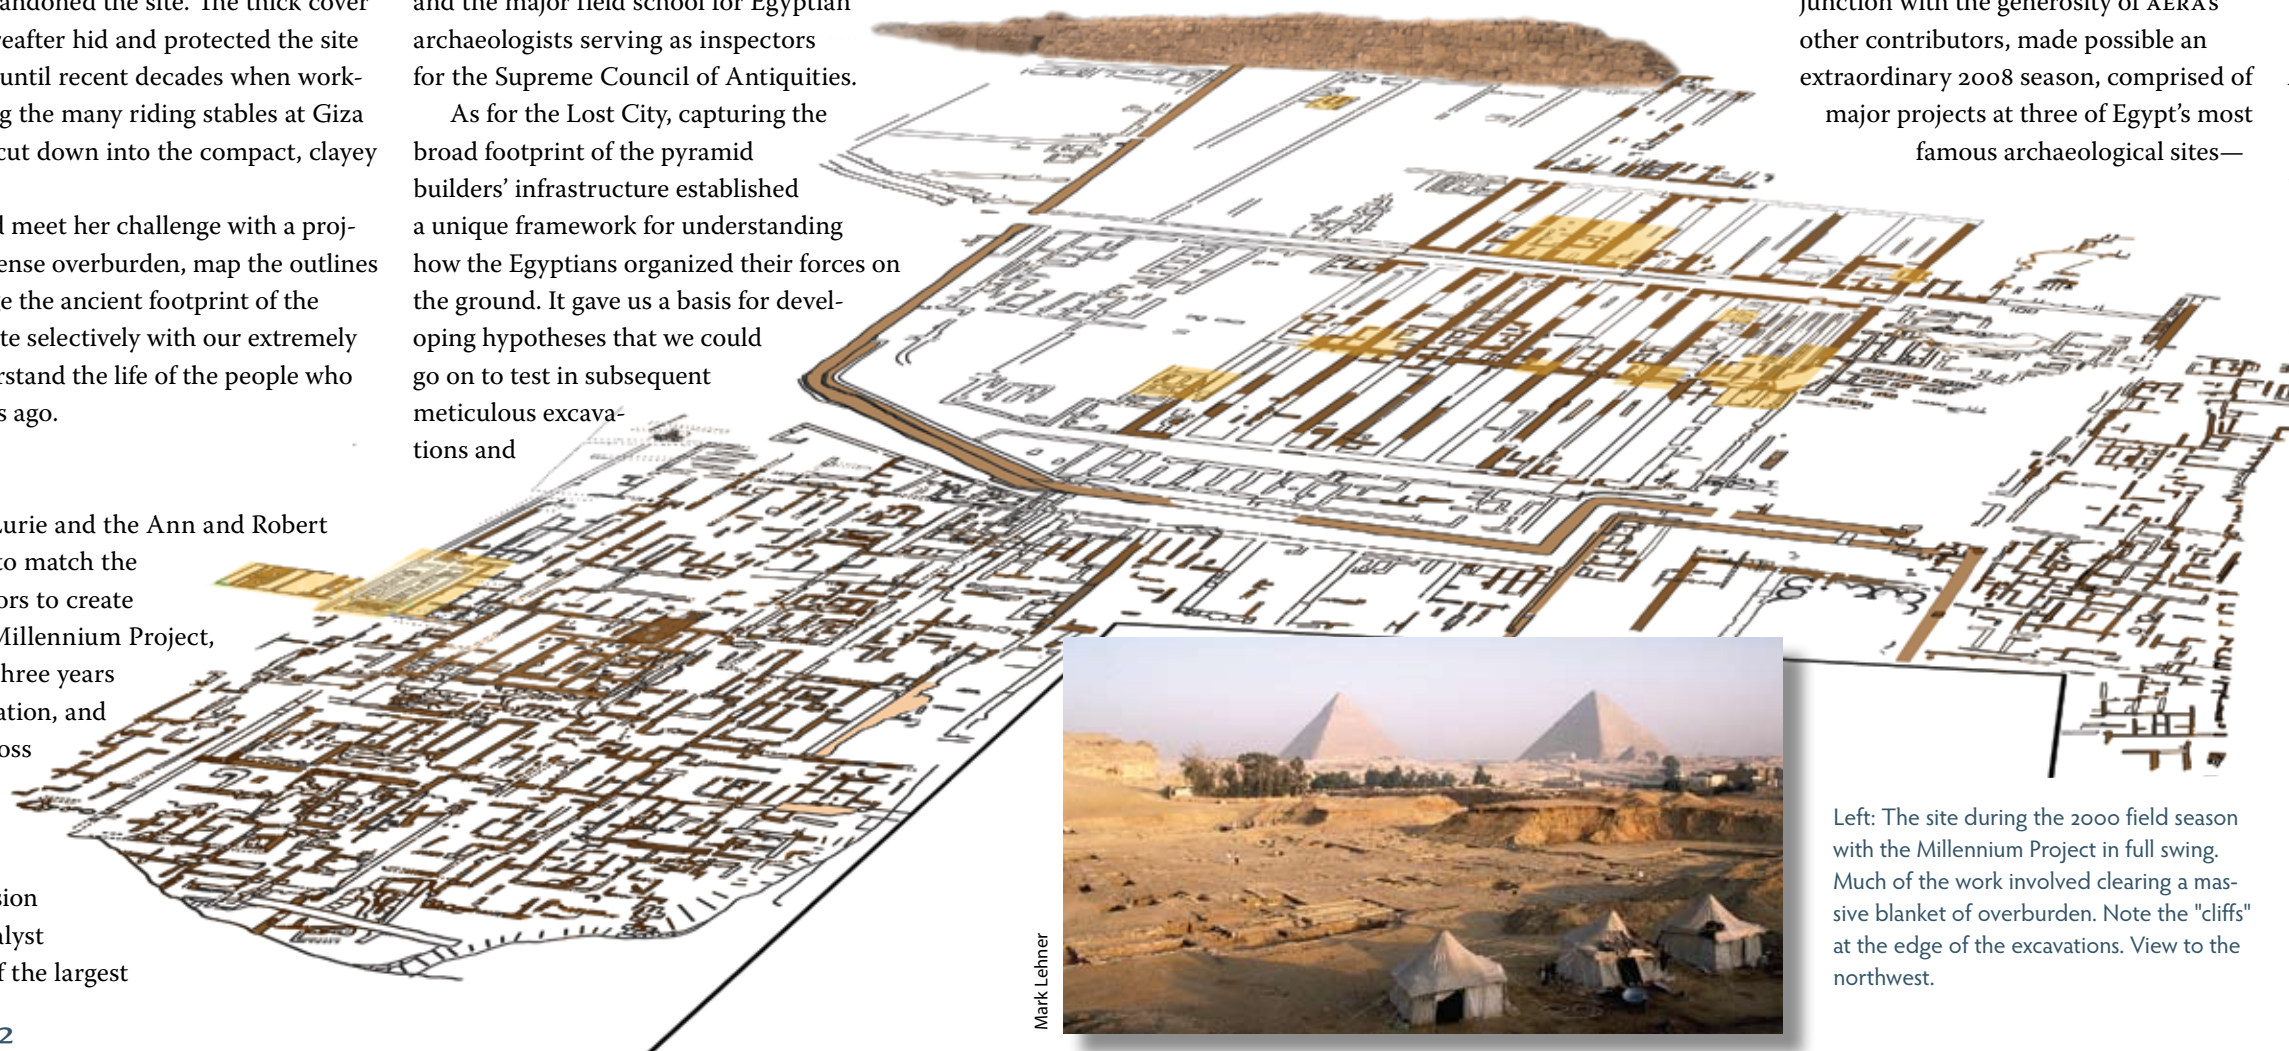 andoned the site. The thick cover
eafter hid and protected the site
until recent decades when work-
g the many riding stables at Giza
cut down into the compact, clayey
d meet her challenge with a proj-
ense overburden, map the outlines
e the ancient footprint of the
te selectively with our extremely
rstand the life of the people who
s ago.
Lurie and the Ann and Robert
to match the
ors to create
Millennium Project,
hree years
ation, and
oss
sion
alyst
f the largest
2
and the major field school for Egyptian
archaeologists serving as inspectors
for the Supreme Council of Antiquities.
As for the Lost City, capturing the
broad footprint of the pyramid
builders’ infrastructure established
a unique framework for understanding
how the Egyptians organized their forces on
the ground. It gave us a basis for devel-
oping hypotheses that we could
go on to test in subsequent
meticulous excava-
tions and
junction with the generosity of AERA’s
other contributors, made possible an
extraordinary 2008 season, comprised of
major projects at three of Egypt’s most
famous archaeological sites—
Mark Lehner
Left: The site during the 2000 field season
with the Millennium Project in full swing.
Much of the work involved clearing a mas-
sive blanket of overburden. Note the "cliffs"
at the edge of the excavations. View to the
northwest.